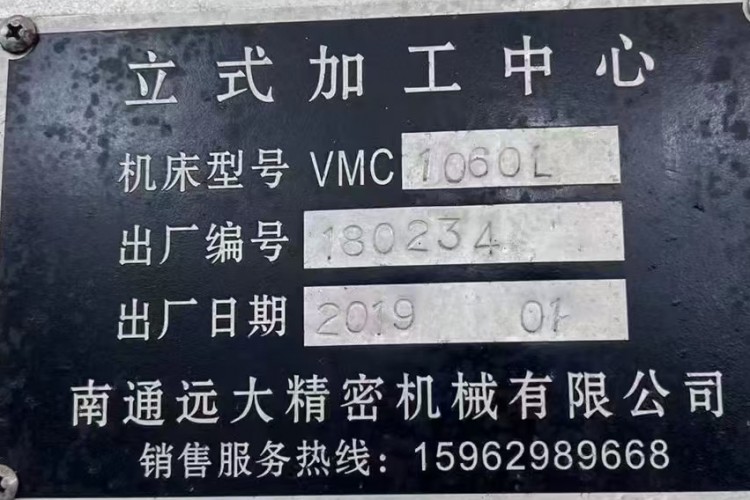 立式加工中心
机床型号 VMC 1060L
出厂编号 180234
出厂日期 2019 01
南通远大精密机械有限公司
销售服务热线：15962989668